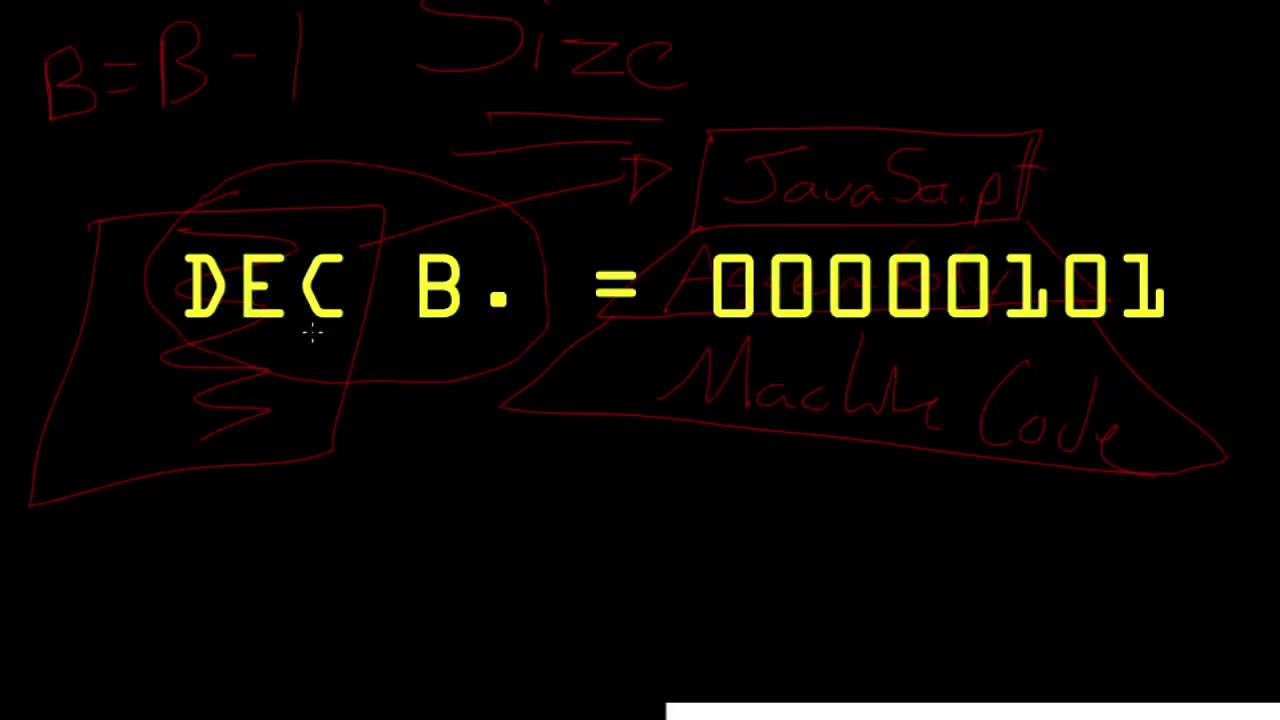 B=B-1
Size
JavaScript
DEC B. = 00000101
Machine Code